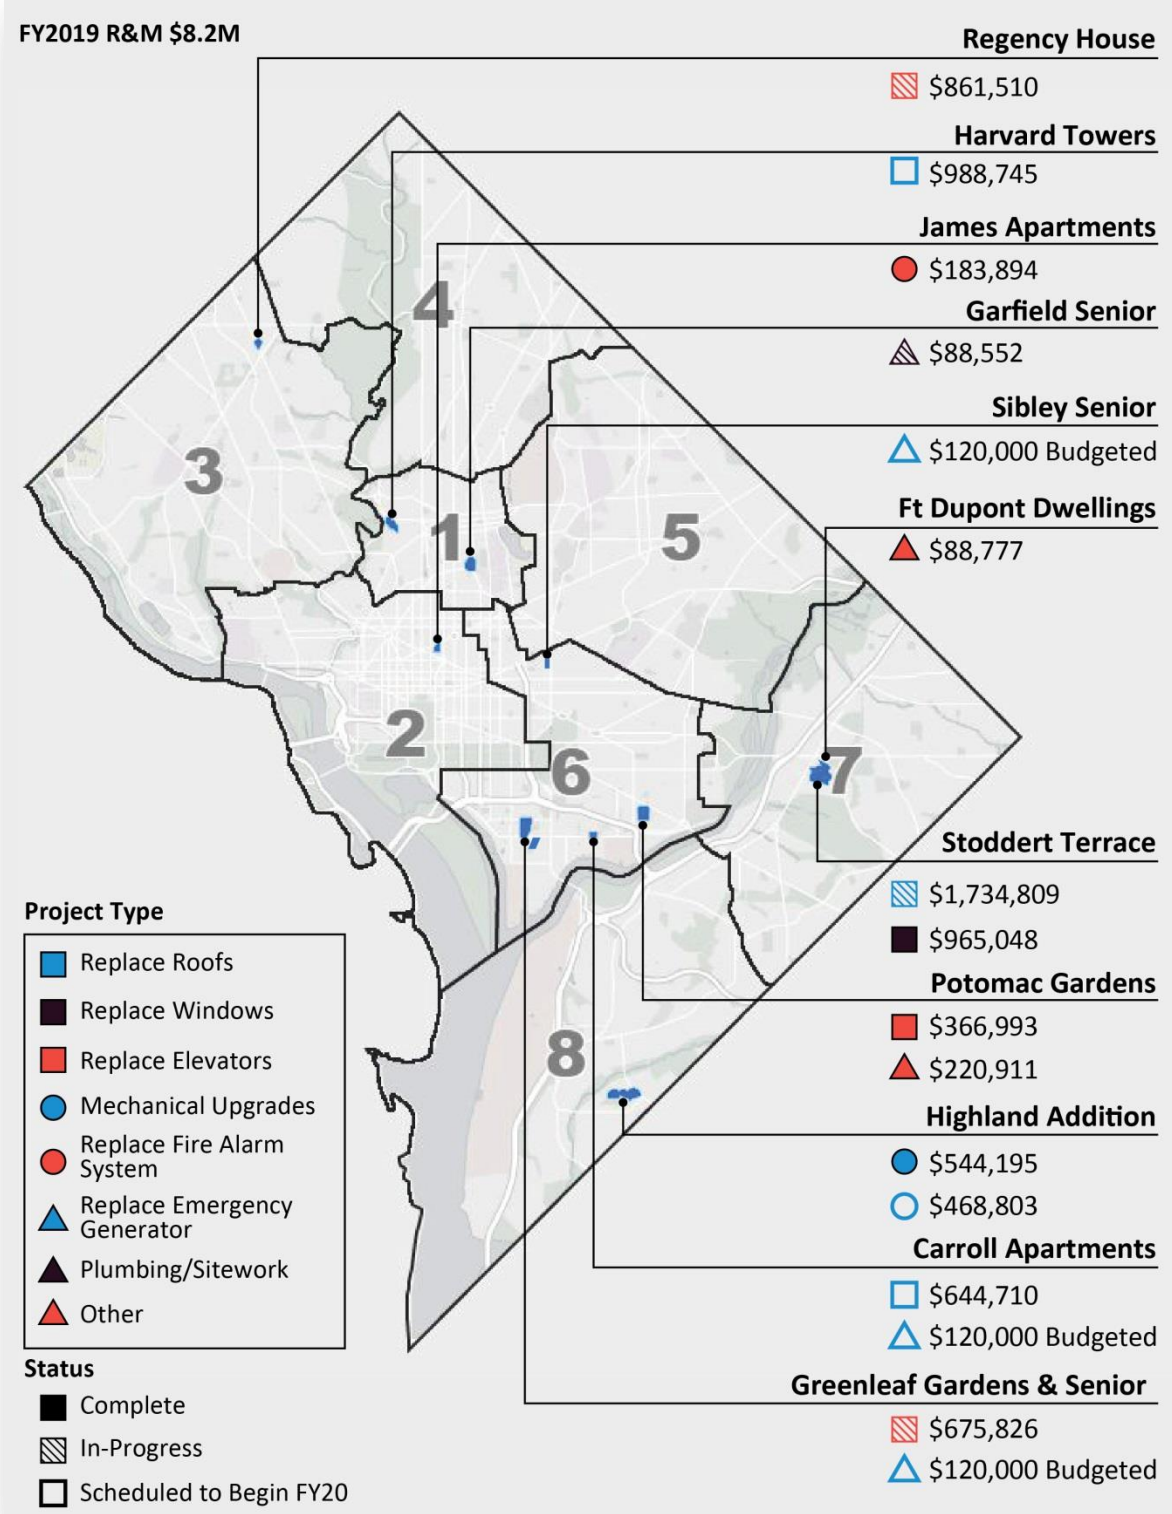 FY2019 R&M $8.2M
Regency House
$861,510
Harvard Towers
$988,745
James Apartments
$183,894
Garfield Senior
$88,552
Sibley Senior
$120,000 Budgeted
Ft Dupont Dwellings
$88,777
4
3
1
5
2
6
7
8
Stoddert Terrace
$1,734,809
$965,048
Potomac Gardens
$366,993
$220,911
Highland Addition
$544,195
$468,803
Carroll Apartments
$644,710
$120,000 Budgeted
Greenleaf Gardens & Senior
$675,826
$120,000 Budgeted
Project Type
Replace Roofs
Replace Windows
Replace Elevators
Mechanical Upgrades
Replace Fire Alarm
System
Replace Emergency
Generator
Plumbing/Sitework
Other
Status
Complete
In-Progress
Scheduled to Begin FY20